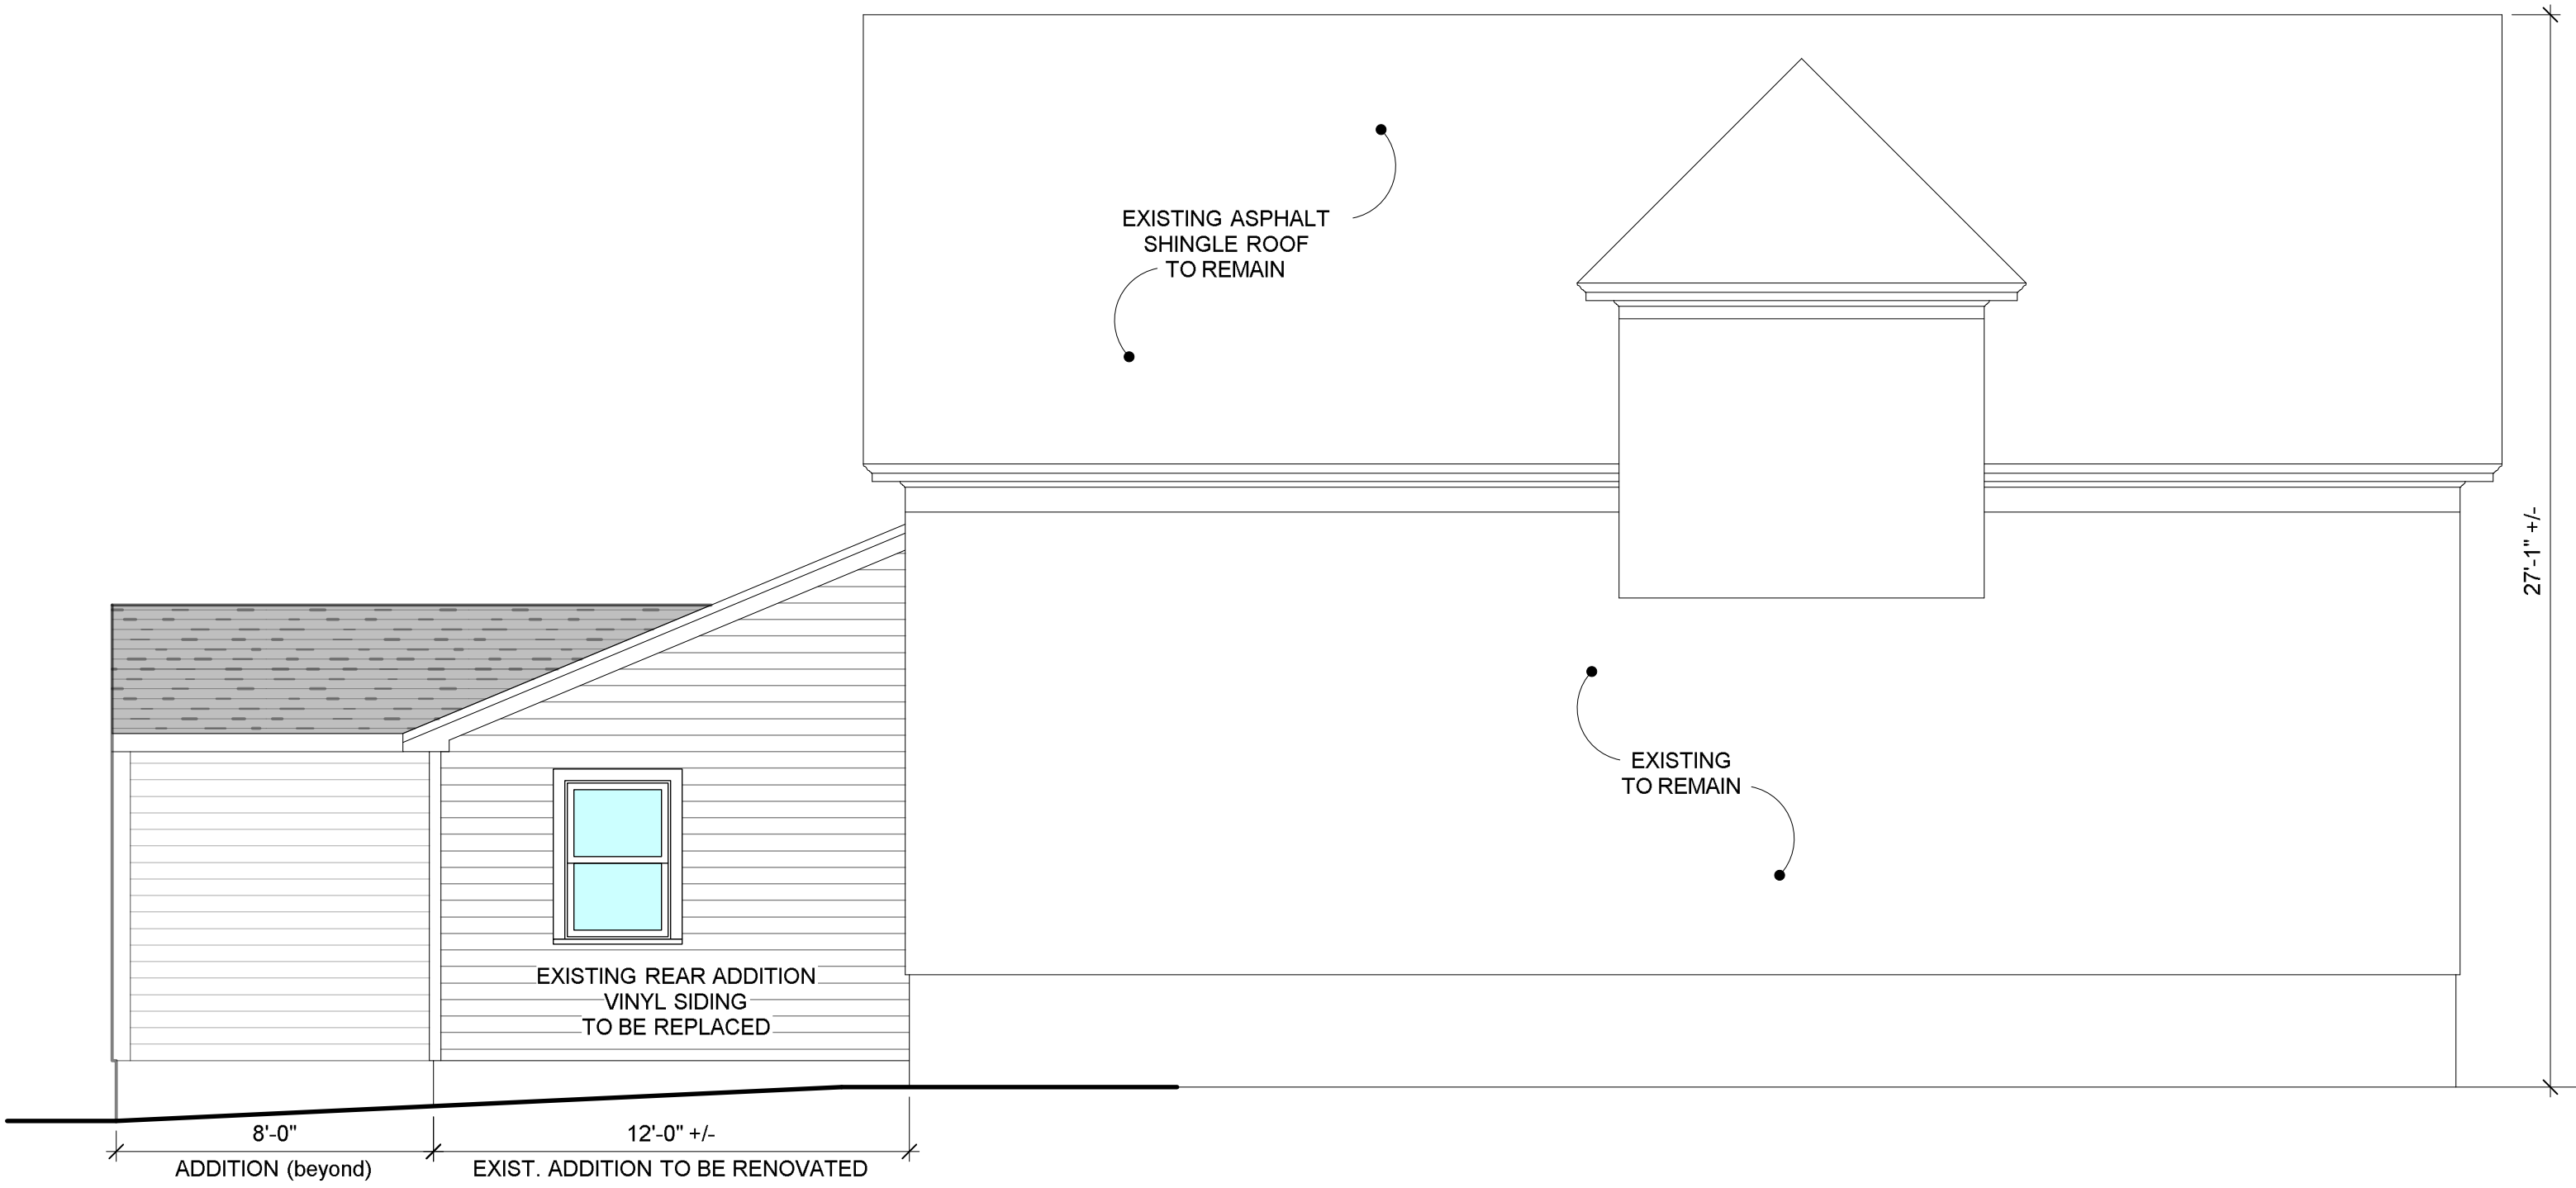 EXISTING ASPHALT
SHINGLE ROOF
TO REMAIN
27'-1" +/-
EXISTING
TO REMAIN
EXISTING REAR ADDITION
VINYL SIDING
TO BE REPLACED
8'-0"
12'-0" +/-
ADDITION (beyond)
EXIST. ADDITION TO BE RENOVATED